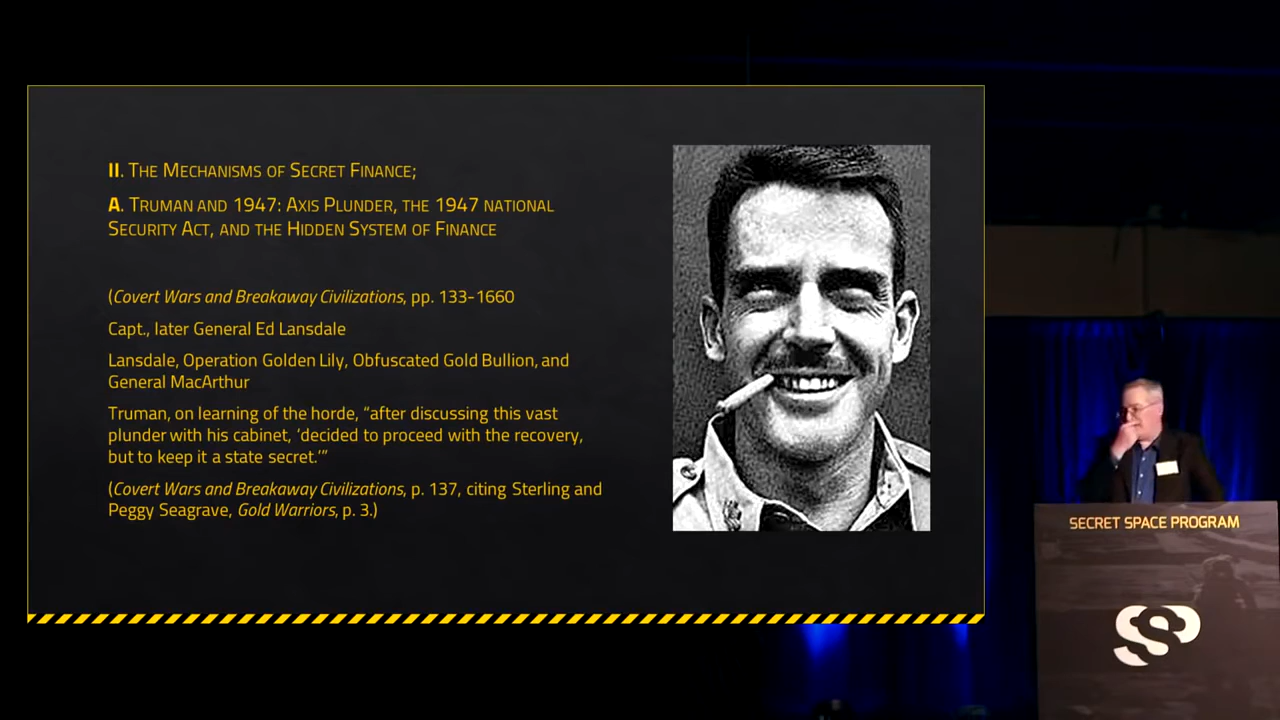 II. The Mechanisms of Secret Finance;
A. Truman and 1947: Axis Plunder, the 1947 national
Security Act, and the Hidden System of Finance
(Covert Wars and Breakaway Civilizations, pp. 133-1660
Capt., later General Ed Lansdale
Lansdale, Operation Golden Lily, Obfuscated Gold Bullion, and
General MacArthur
Truman, on learning of the horde, “after discussing this vast
plunder with his cabinet, ‘decided to proceed with the recovery,
but to keep it a state secret.’”
(Covert Wars and Breakaway Civilizations, p. 137, citing Sterling and
Peggy Seagrave, Gold Warriors, p. 3.)
SECRET SPACE PROGRAM
SSP